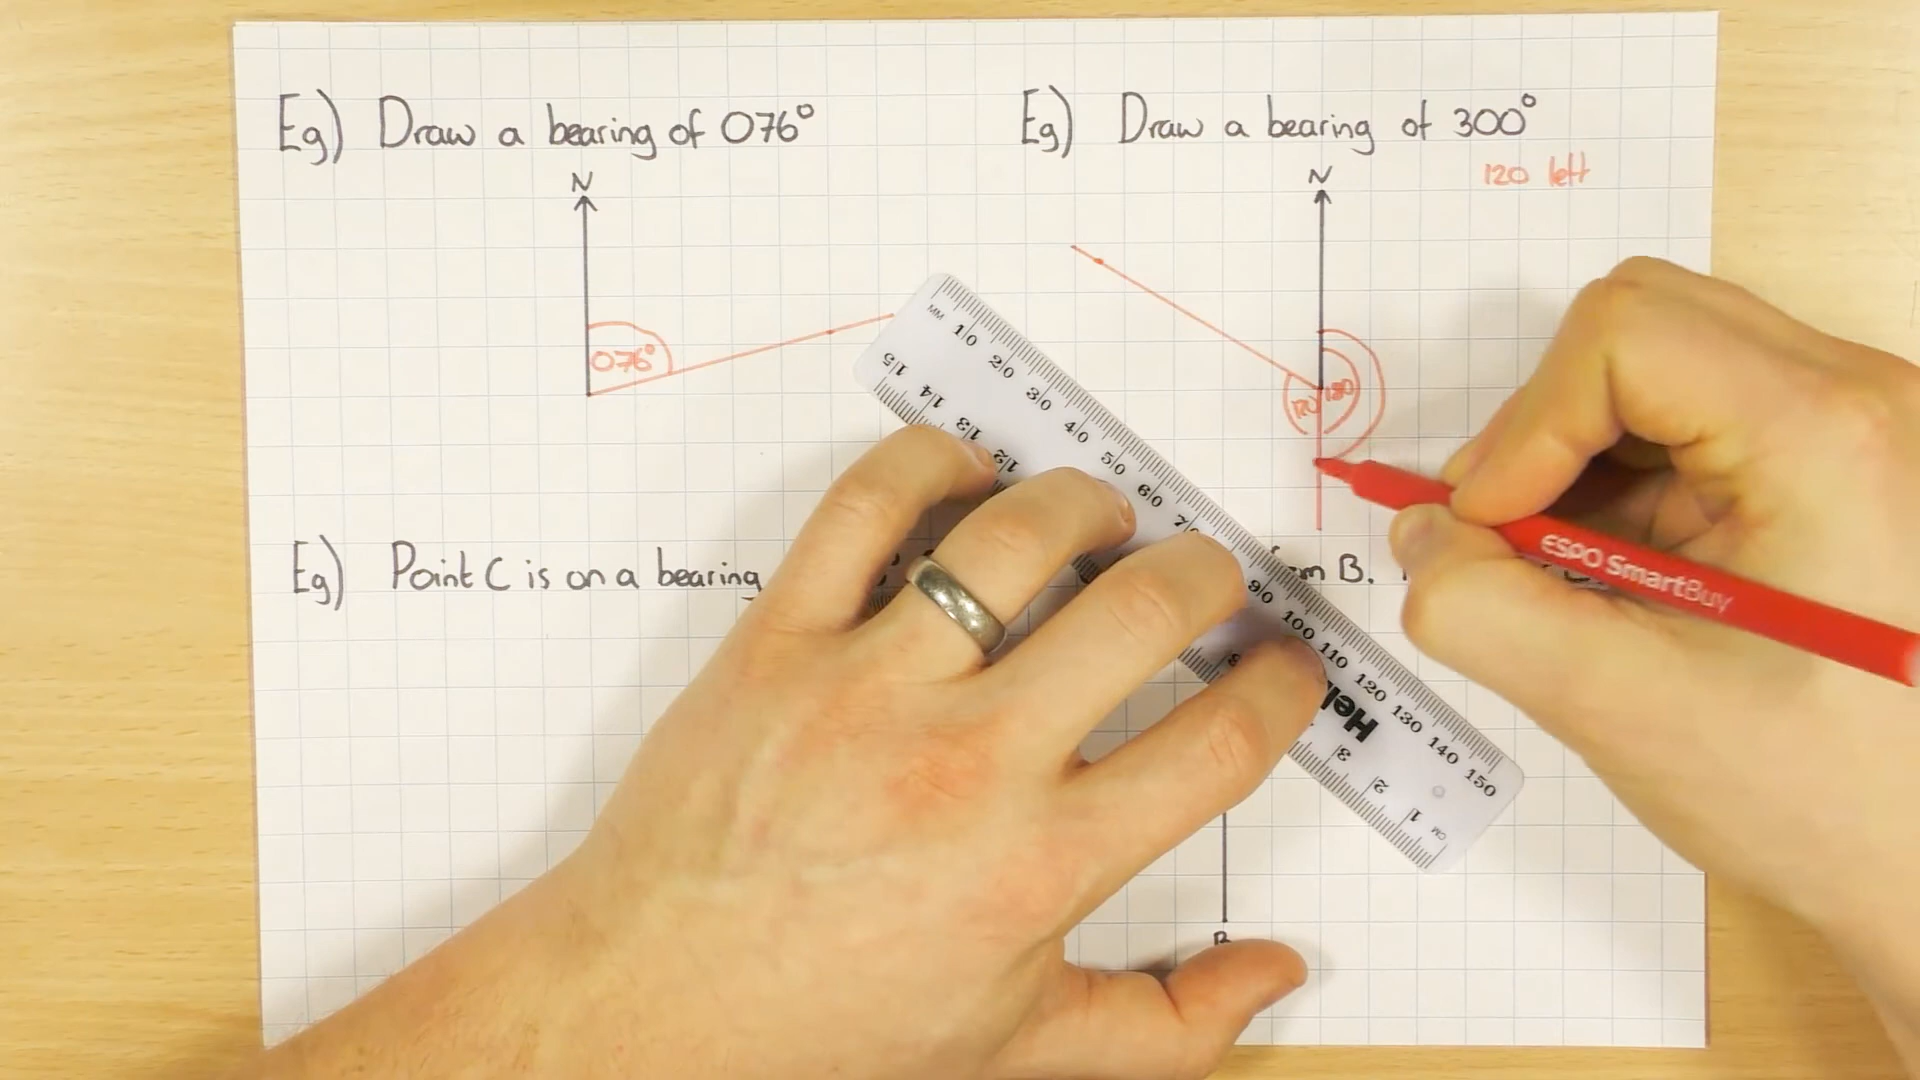 Eg) Draw a bearing of 076°
N
076°
Eg) Draw a bearing of 300°
120 left
N
120 180
Eg) Point C is on a bearing
B.
MM 10 20 30 40 50 60 90 100 110 120 130 140 150
15 14 13 12 3 2 1 CM
Hel
ESPO SmartBuy
B